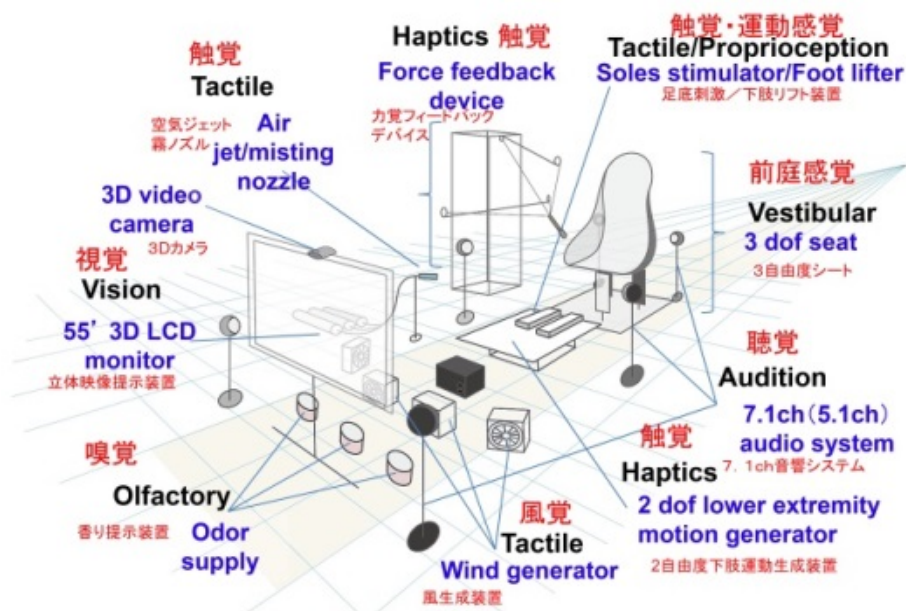 触覚
Tactile
空気ジェット
霧ノズル
Air
jet/misting
nozzle
Haptics 触覚
Force feedback
device
力覚フィードバック
デバイス
触覚・運動感覚
Tactile/Proprioception
Soles stimulator/Foot lifter
足底刺激／下肢リフト装置
3D video
camera
3Dカメラ
前庭感覚
Vestibular
3 dof seat
3自由度シート
視覚
Vision
55’ 3D LCD
monitor
立体映像提示装置
聴覚
Audition
7.1ch(5.1ch)
audio system
7．1ch音響システム
嗅覚
Olfactory
香り提示装置
Odor
supply
風覚
Tactile
Wind generator
風生成装置
触覚
Haptics
2 dof lower extremity
motion generator
2自由度下肢運動生成装置